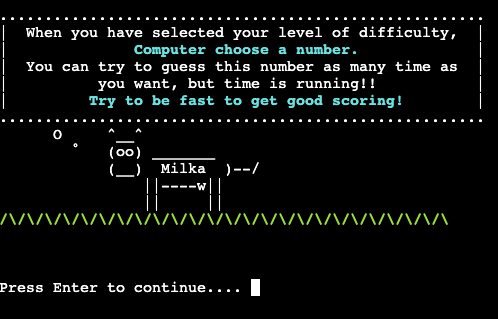 When you have selected your level of difficulty,
Computer choose a number.
You can try to guess this number as many time as
you want, but time is running!!
Try to be fast to get good scoring!
Milka
Press Enter to continue....